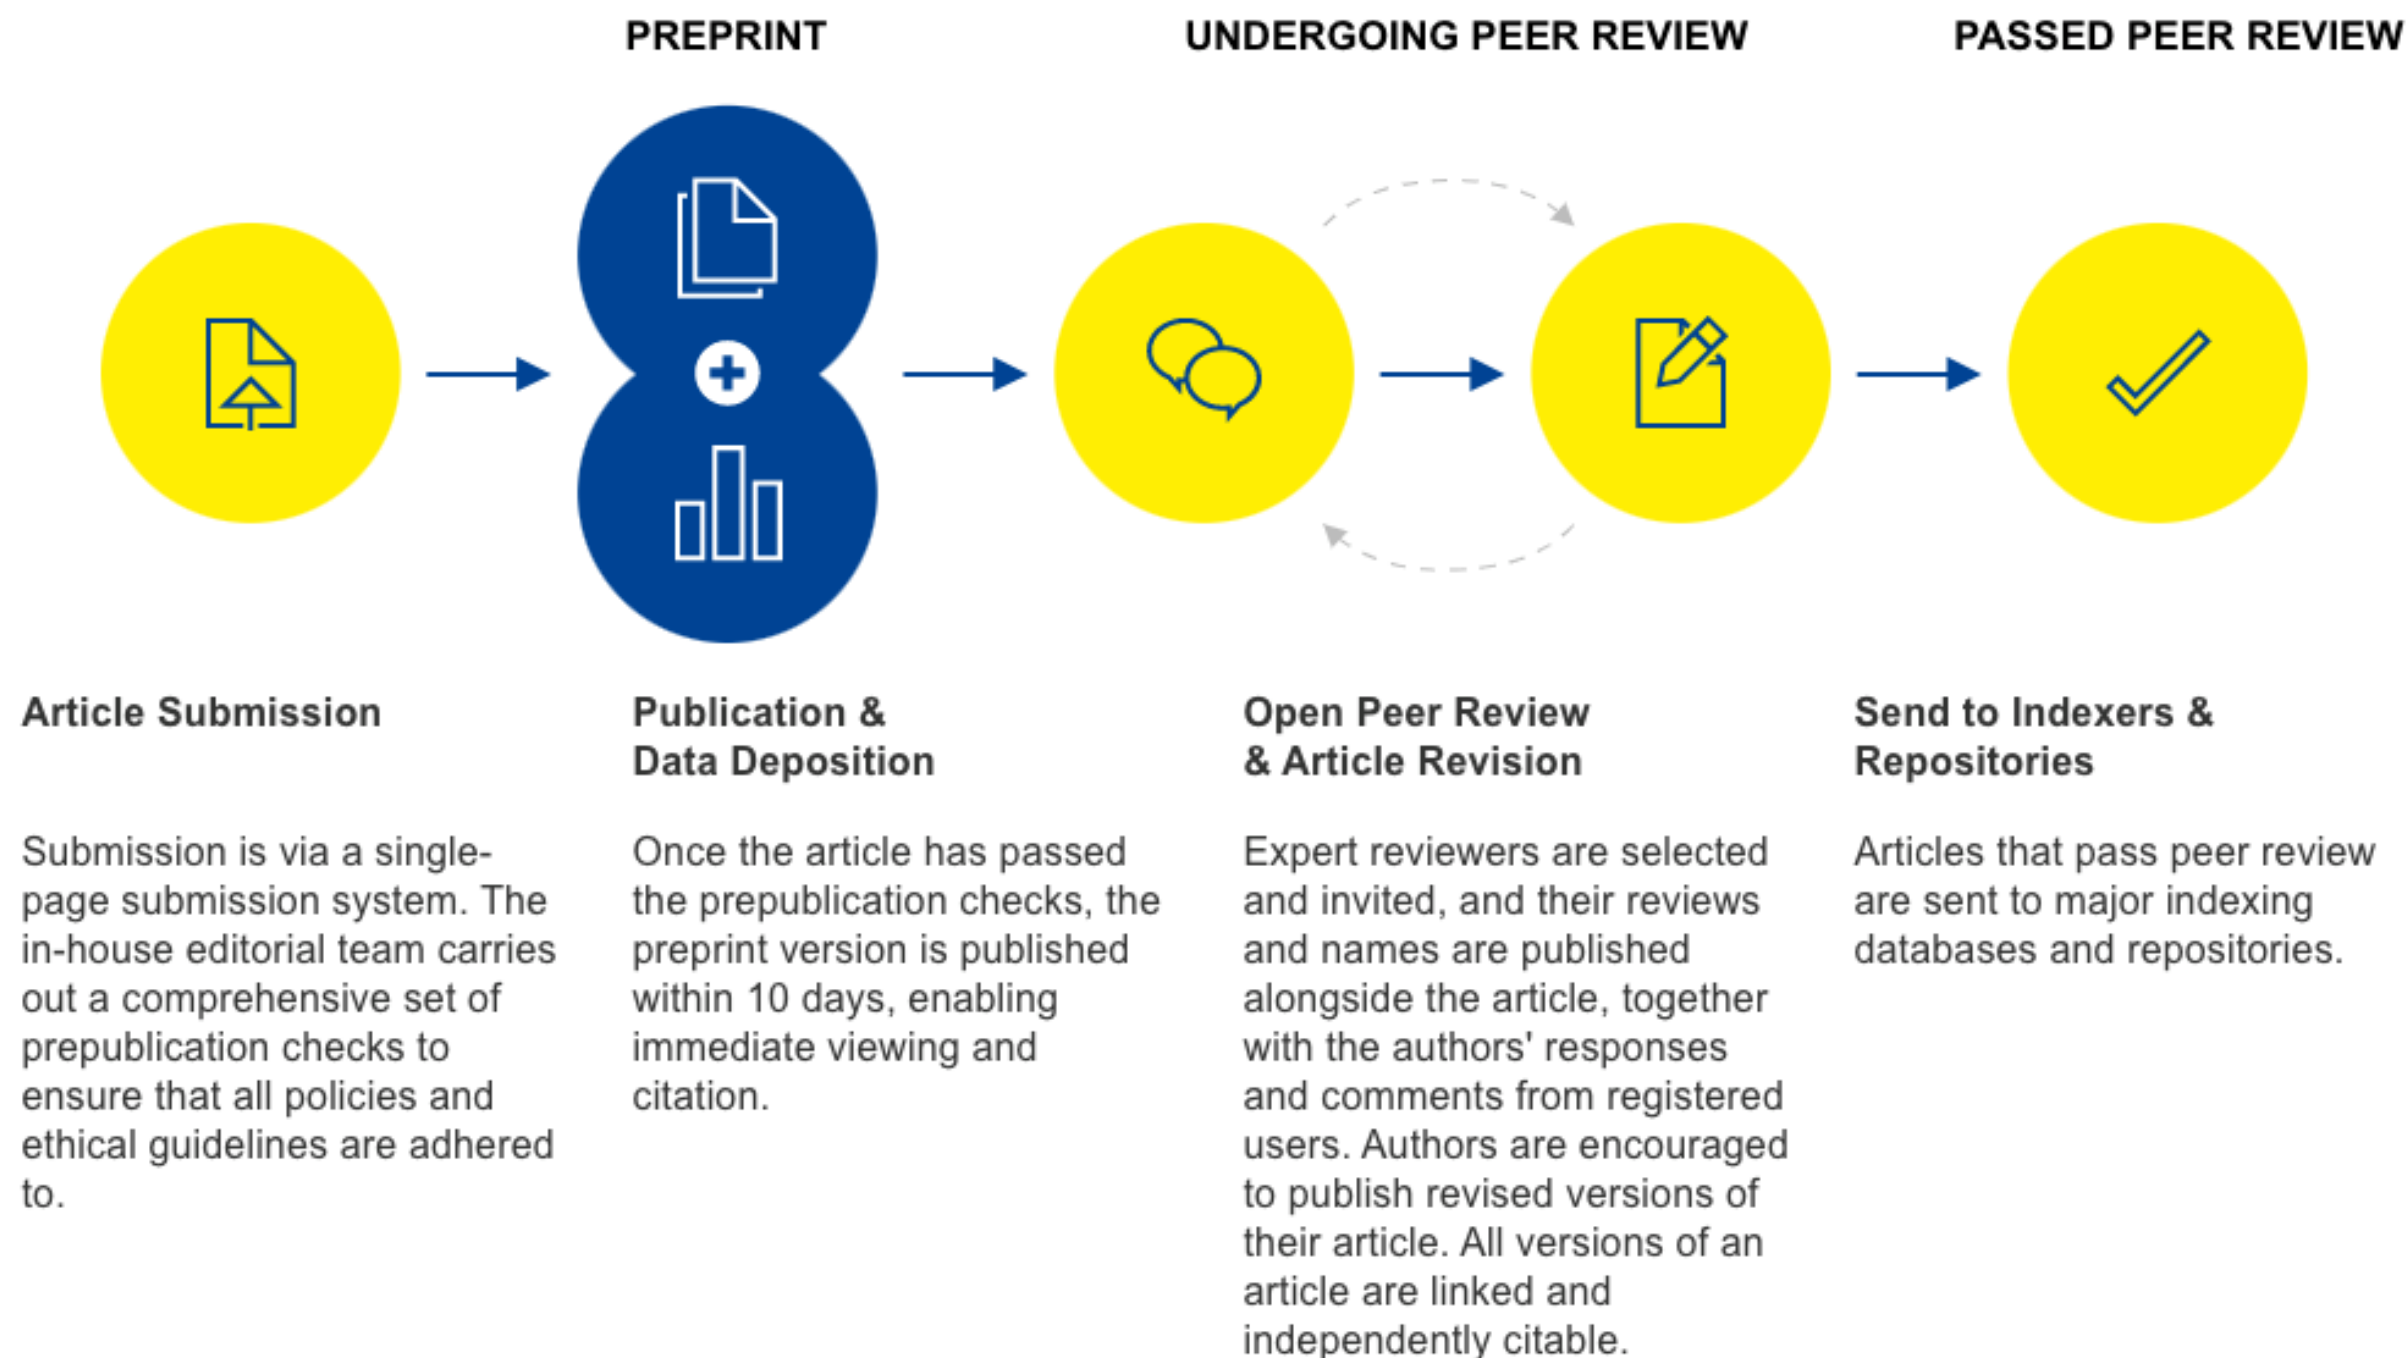 PREPRINT
UNDERGOING PEER REVIEW
PASSED PEER REVIEW
Article Submission
Submission is via a single-
page submission system. The
in-house editorial team carries
out a comprehensive set of
prepublication checks to
ensure that all policies and
ethical guidelines are adhered
to.
Publication &
Data Deposition
Once the article has passed
the prepublication checks, the
preprint version is published
within 10 days, enabling
immediate viewing and
citation.
Open Peer Review
& Article Revision
Expert reviewers are selected
and invited, and their reviews
and names are published
alongside the article, together
with the authors' responses
and comments from registered
users. Authors are encouraged
to publish revised versions of
their article. All versions of an
article are linked and
independently citable.
Send to Indexers &
Repositories
Articles that pass peer review
are sent to major indexing
databases and repositories.